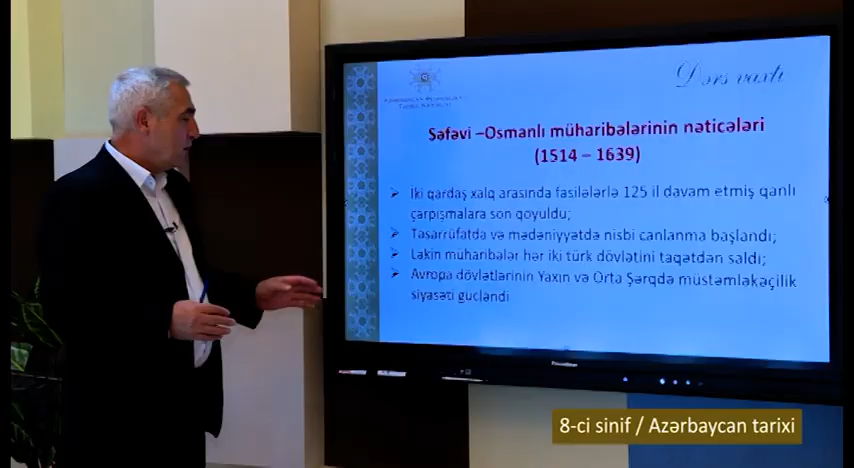 Dərs vaxtı
Səfəvi –Osmanlı müharibələrinin nəticələri
(1514 – 1639)
İki qardaş xalq arasında fasilələrlə 125 il davam etmiş qanlı
çarpışmalara son qoyuldu;
Təsərrüfatda və mədəniyyətdə nisbi canlanma başlandı;
Lakin müharibələr hər iki türk dövlətini taqətdən saldı;
Avropa dövlətlərinin Yaxın və Orta Şərqdə müstəmləkəçilik
siyasəti gücləndi
8-ci sinif / Azərbaycan tarixi